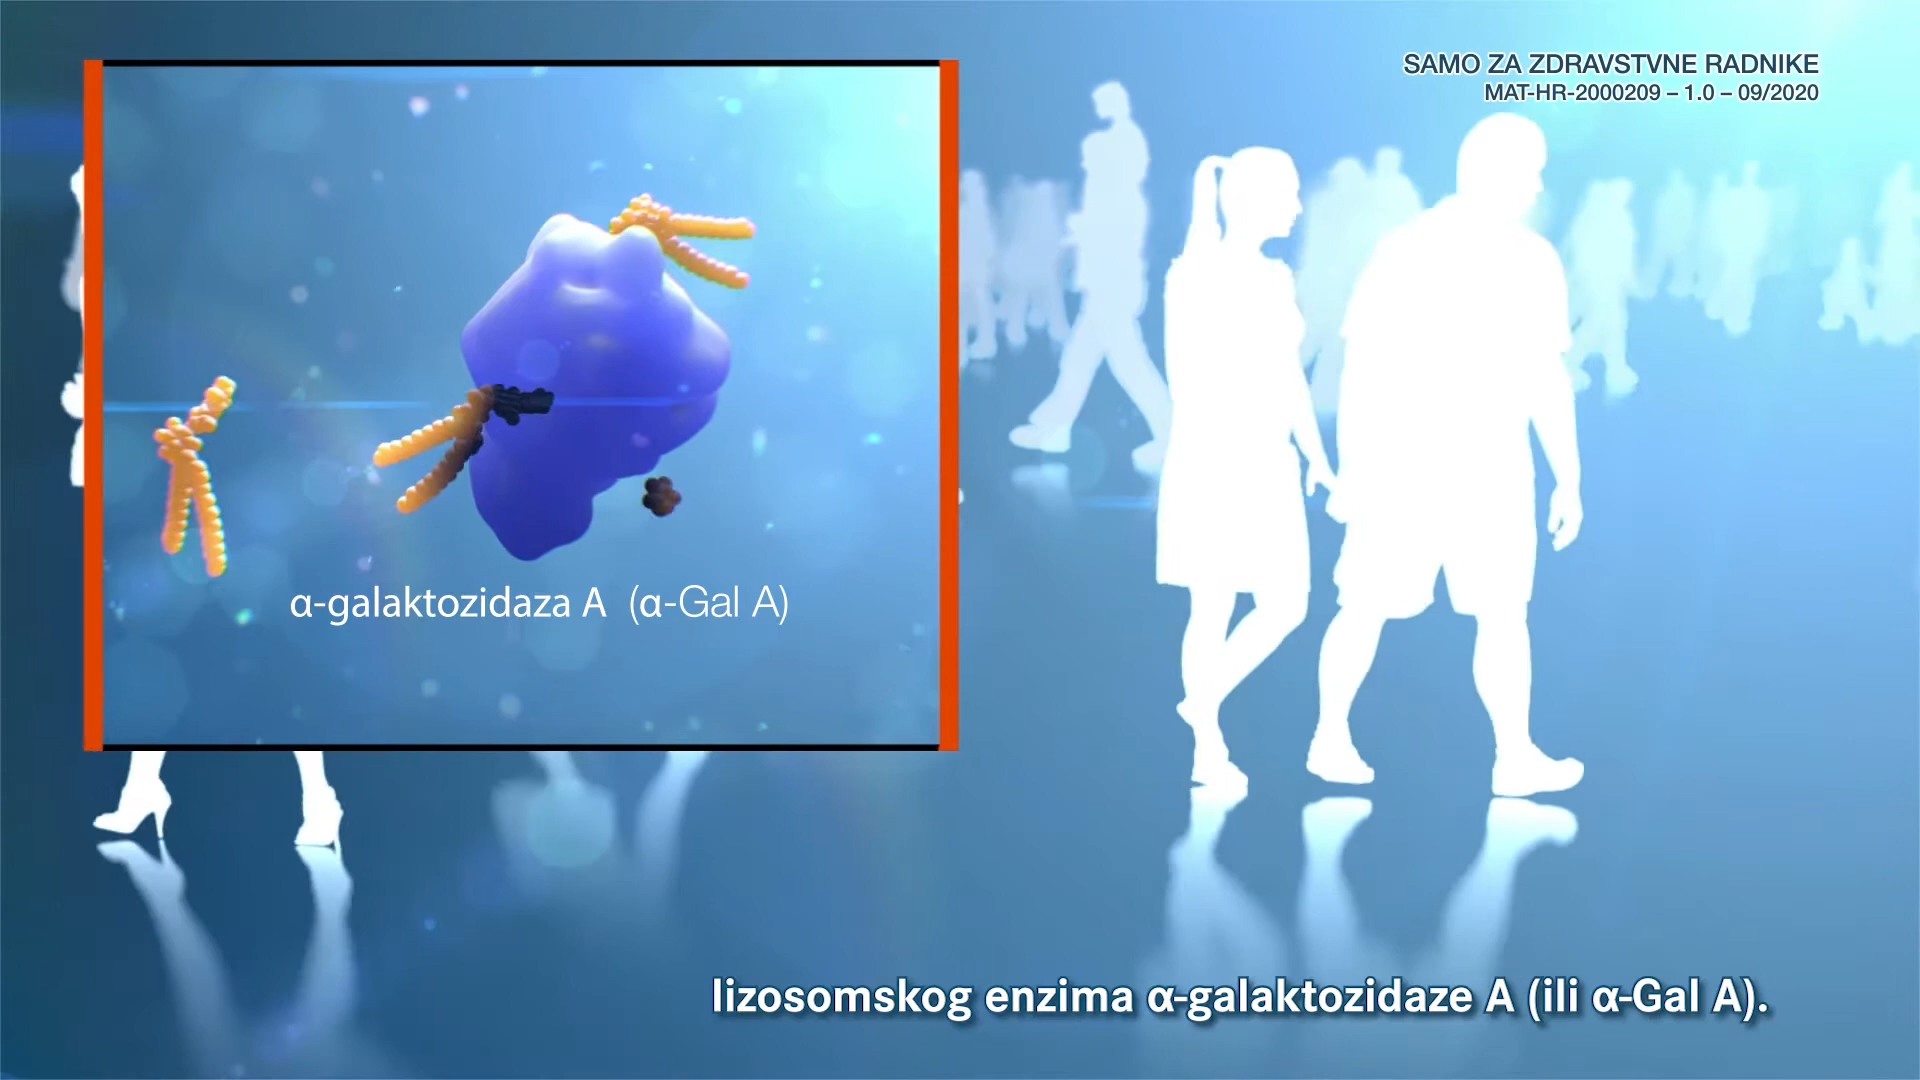 SAMO ZA ZDRAVSTVNE RADNIKE
MAT-HR-2000209 – 1.0 – 09/2020
α-galaktozidaza A (α-Gal A)
lizosomskog enzima α-galaktozidaze A (ili α-Gal A).